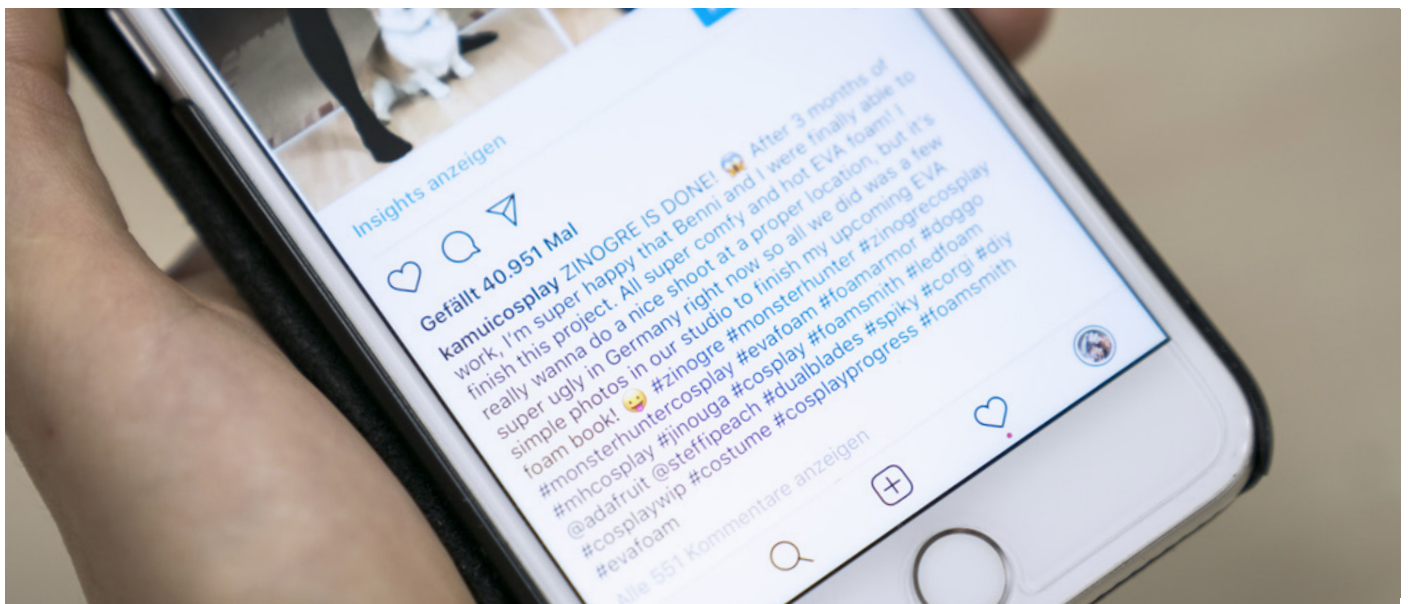 Insights anzeigen
Gefällt 40.951 Mal
kamuicosplay ZINOGRE IS DONE! 😱 After 3 months of
work, I'm super happy that Benni and I were finally able to
finish this project. All super comfy and hot EVA foam! I
really wanna do a nice shoot at a proper location, but it's
super ugly in Germany right now so all we did was a few
simple photos in our studio to finish my upcoming EVA
foam book! 😜 #zinogre #monsterhunter #zinogrecosplay
#monsterhuntercosplay #evafoam #foamarmor #doggo
#mhcosplay #jinouga #cosplay #foamsmith #ledfoam
@adafruit @steffipeach #dualblades #spiky #corgi #diy
#cosplaywip #costume #cosplayprogress #foamsmith
#evafoam
Alle 551 Kommentare anzeigen